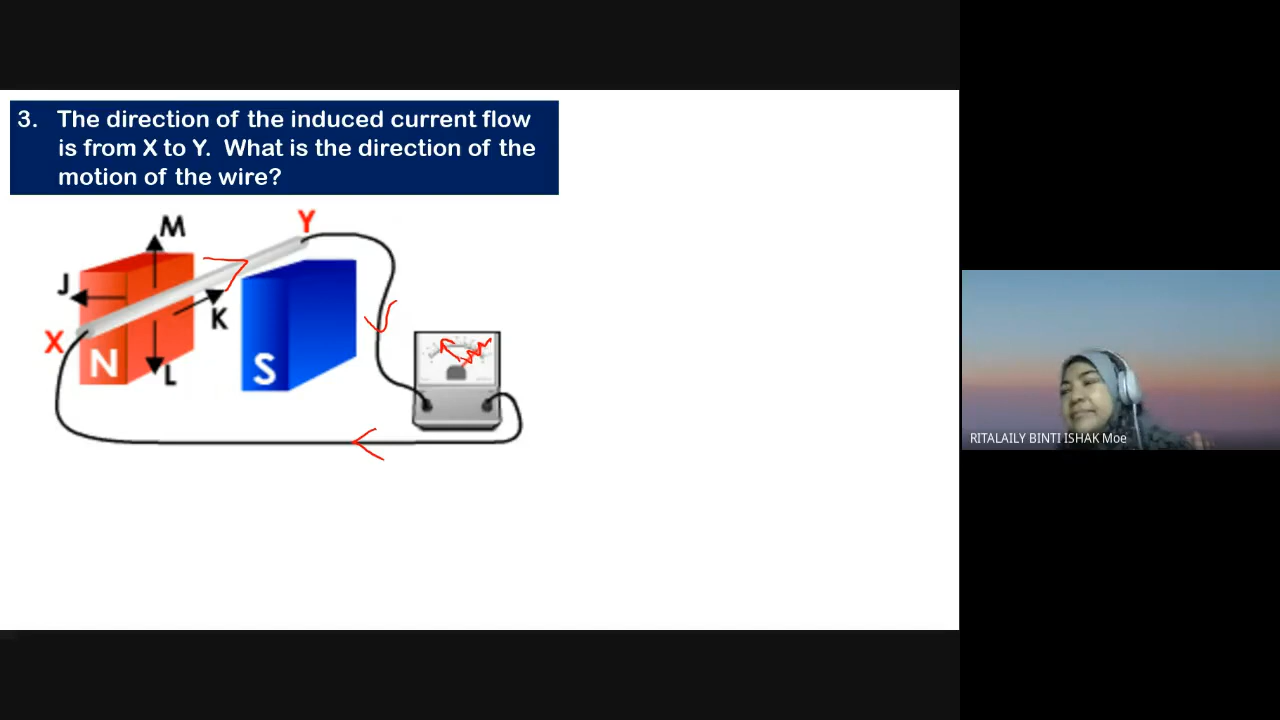 3. The direction of the induced current flow
is from X to Y. What is the direction of the
motion of the wire?
M
Y
J
K
X
N
L
S
RITALAILY BINTI ISHAK Moe